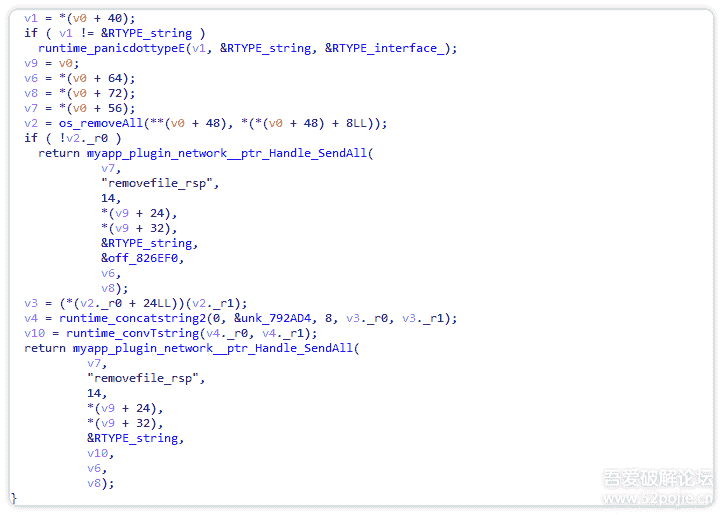 v1 = *(v0 + 40);
if ( v1 != &RTYPE_string )
runtime_panicdottypeE(v1, &RTYPE_string, &RTYPE_interface_);
v9 = v0;
v6 = *(v0 + 64);
v8 = *(v0 + 72);
v7 = *(v0 + 56);
v2 = os_removeAll(**(v0 + 48), *(*(v0 + 48) + 8LL));
if ( !v2._r0 )
return myapp_plugin_network__ptr_Handle_SendAll(
v7,
"removefile_rsp",
14,
*(v9 + 24),
*(v9 + 32),
&RTYPE_string,
&off_826EF0,
v6,
v8);
v3 = (*(v2._r0 + 24LL))(v2._r1);
v4 = runtime_concatstring2(0, &unk_792AD4, 8, v3._r0, v3._r1);
v10 = runtime_convTstring(v4._r0, v4._r1);
return myapp_plugin_network__ptr_Handle_SendAll(
v7,
"removefile_rsp",
14,
*(v9 + 24),
*(v9 + 32),
&RTYPE_string,
v10,
v6,
v8);
}
吾爱破解论坛
www.52pojie.cn